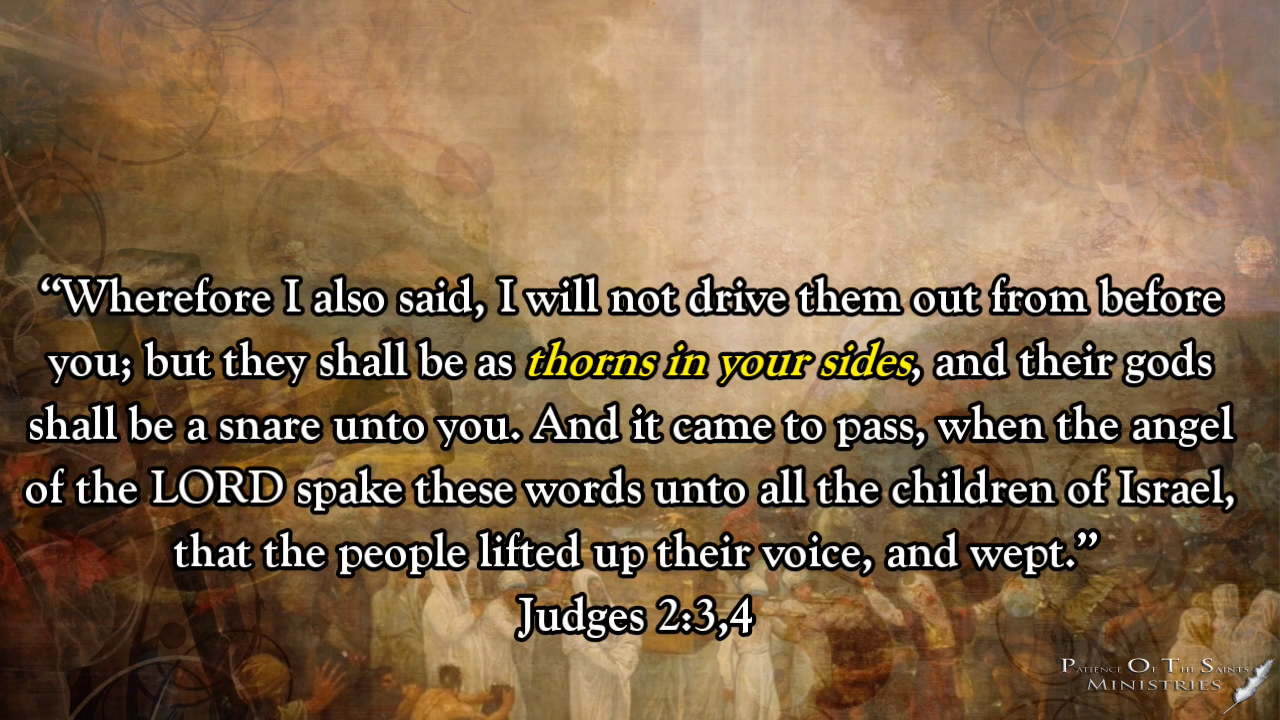 “Wherefore I also said, I will not drive them out from before
you; but they shall be as thorns in your sides, and their gods
shall be a snare unto you. And it came to pass, when the angel
of the LORD spake these words unto all the children of Israel,
that the people lifted up their voice, and wept.”
Judges 2:3,4
Patience Of The Saints
Ministries